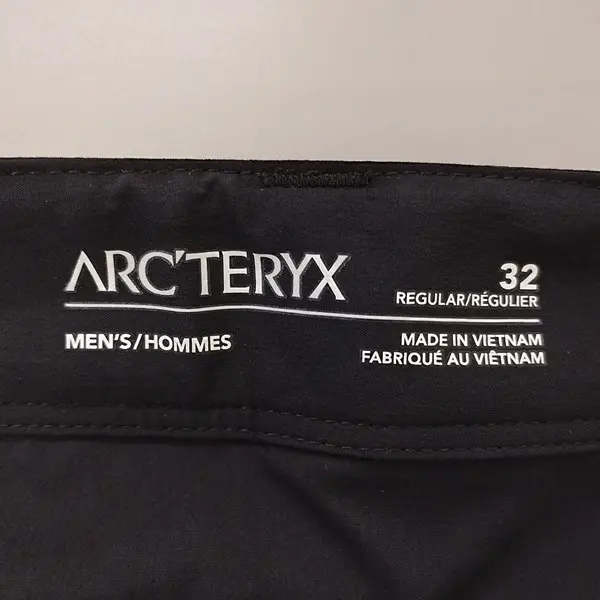 ARC'TERYX
32
REGULAR/RÉGULIER
MEN'S/HOMMES
MADE IN VIETNAM
FABRIQUÉ AU VIÊTNAM